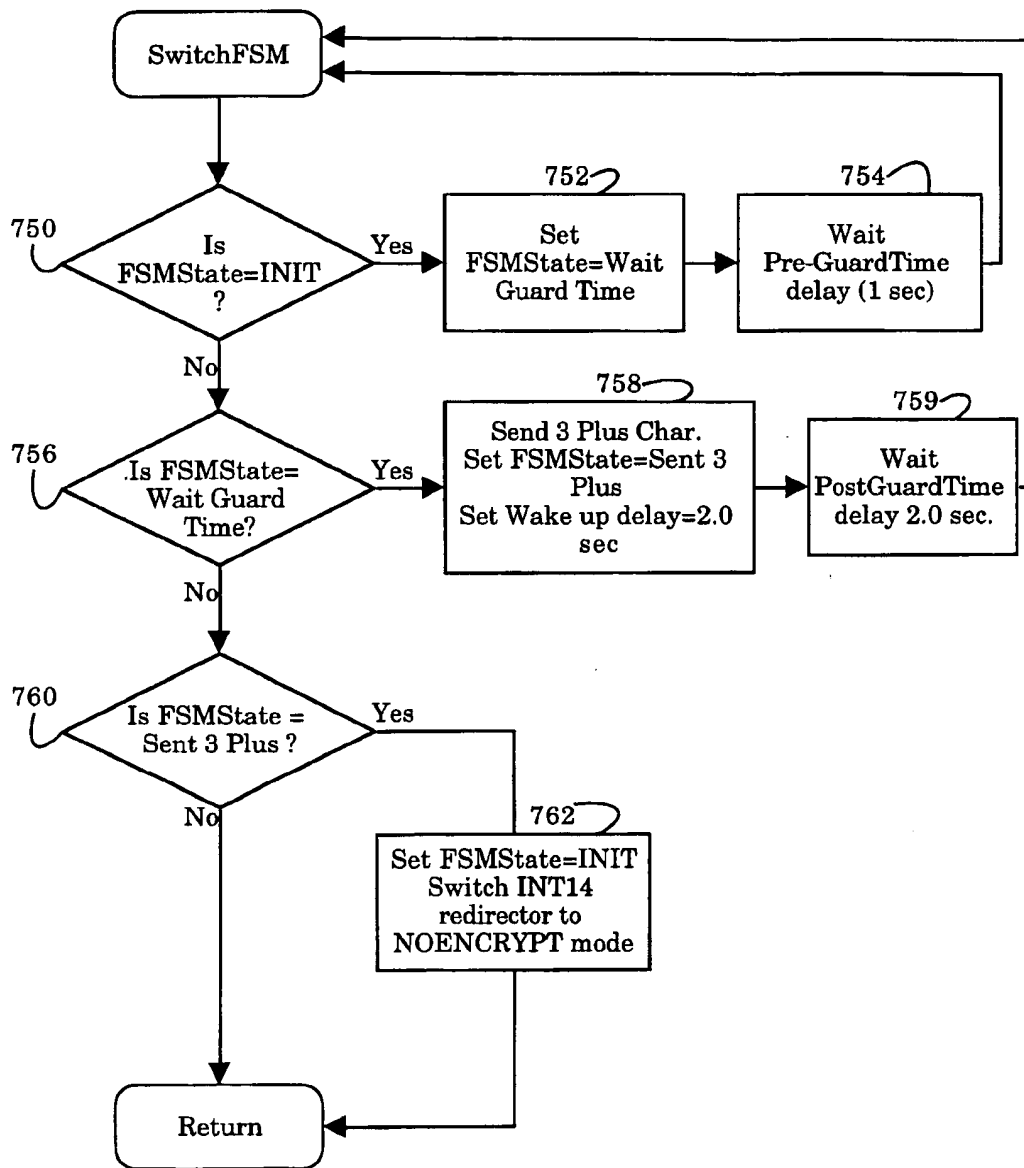 SwitchFSM
750
Is
FSMState=INIT
?
Yes
752
Set
FSMState=Wait
Guard Time
754
Wait
Pre-GuardTime
delay (1 sec)
No
756
.Is FSMState=
Wait Guard
Time?
Yes
758
Send 3 Plus Char.
Set FSMState=Sent 3
Plus
Set Wake up delay=2.0
sec
759
Wait
PostGuardTime
delay 2.0 sec.
No
760
Is FSMState =
Sent 3 Plus ?
Yes
No
762
Set FSMState=INIT
Switch INT14
redirector to
NOENCRYPT mode
Return